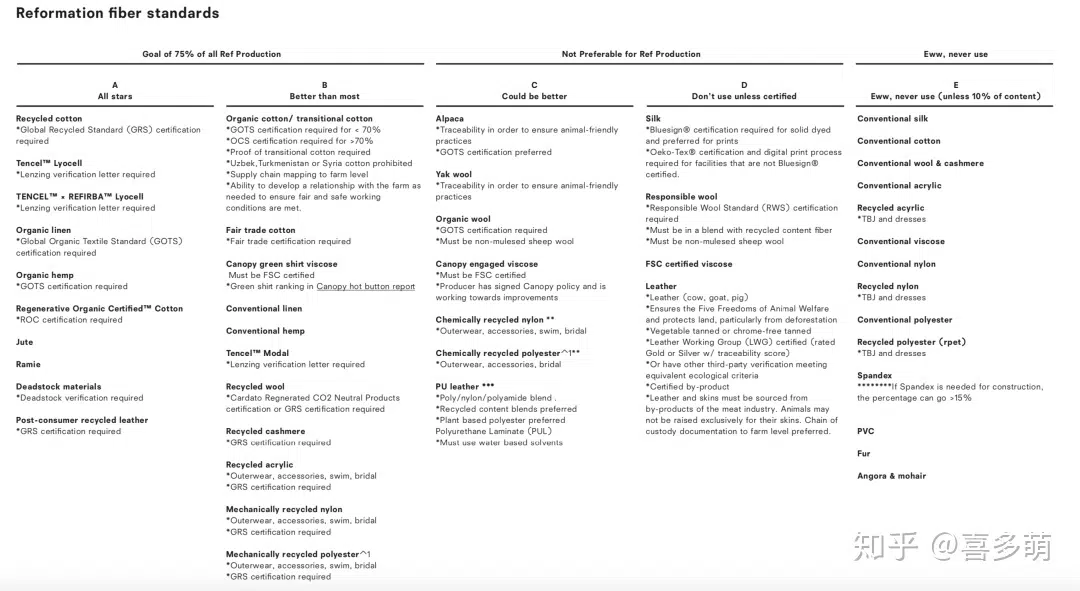 Reformation fiber standards
Goal of 75% of all Ref Production
Not Preferable for Ref Production
Eww, never use
A
All stars
Recycled cotton
*Global Recycled Standard (GRS) certification
required
Tencel™ Lyocell
*Lenzing verification letter required
TENCEL™ × REFIBRA™ Lyocell
*Lenzing verification letter required
Organic linen
*Global Organic Textile Standard (GOTS)
certification required
Organic hemp
*GOTS certification required
Regenerative Organic Certified™ Cotton
*ROC certification required
Jute
Ramie
Deadstock materials
*Deadstock verification required
Post-consumer recycled leather
*GRS certification required
B
Better than most
Organic cotton/ transitional cotton
*GOTS certification required for < 70%
*OCS certification required for >70%
*Proof of transitional cotton required
*Uzbek,Turkmenistan or Syria cotton prohibited
*Supply chain mapping to farm level
*Ability to develop a relationship with the farm as
needed to ensure fair and safe working
conditions are met.
Fair trade cotton
*Fair trade certification required
Canopy green shirt viscose
Must be FSC certified
*Green shirt ranking in Canopy hot button report
Conventional linen
Conventional hemp
Tencel™ Modal
*Lenzing verification letter required
Recycled wool
*Cardato Regnerated CO2 Neutral Products
certification or GRS certification required
Recycled cashmere
*GRS certification required
Recycled acrylic
*Outerwear, accessories, swim, bridal
*GRS certification required
Mechanically recycled nylon
*Outerwear, accessories, swim, bridal
*GRS certification required
Mechanically recycled polyester^1
*Outerwear, accessories, swim, bridal
*GRS certification required
C
Could be better
Alpaca
*Traceability in order to ensure animal-friendly
practices
*GOTS certification preferred
Yak wool
*Traceability in order to ensure animal-friendly
practices
Organic wool
*GOTS certification required
*Must be non-mulesed sheep wool
Canopy engaged viscose
*Must be FSC certified
*Producer has signed Canopy policy and is
working towards improvements
Chemically recycled nylon **
*Outerwear, accessories, swim, bridal
Chemically recycled polyester^1**
*Outerwear, accessories, bridal
PU leather ***
*Poly/nylon/polyamide blend .
*Recycled content blends preferred
*Plant based polyester preferred
Polyurethane Laminate (PUL)
*Must use water based solvents
D
Don't use unless certified
Silk
*Bluesign® certification required for solid dyed
and preferred for prints
*Oeko-Tex® certification and digital print process
required for facilities that are not Bluesign®
certified.
Responsible wool
*Responsible Wool Standard (RWS) certification
required
*Must be in a blend with recycled content fiber
*Must be non-mulesed sheep wool
FSC certified viscose
Leather
*Leather (cow, goat, pig)
*Ensures the Five Freedoms of Animal Welfare
and protects land, particularly from deforestation
*Vegetable tanned or chrome-free tanned
*Leather Working Group (LWG) certified (rated
Gold or Silver w/ traceability score)
*Or have other third-party verification meeting
equivalent ecological criteria
*Certified by-product
*Leather and skins must be sourced from
by-products of the meat industry. Animals may
not be raised exclusively for their skins. Chain of
custody documentation to farm level preferred.
E
Eww, never use (unless 10% of content)
Conventional silk
Conventional cotton
Conventional wool & cashmere
Conventional acrylic
Recycled acyrlic
*TBJ and dresses
Conventional viscose
Conventional nylon
Recycled nylon
*TBJ and dresses
Conventional polyester
Recycled polyester (rpet)
*TBJ and dresses
Spandex
********If Spandex is needed for construction,
the percentage can go >15%
PVC
Fur
Angora & mohair
知乎 @喜多萌